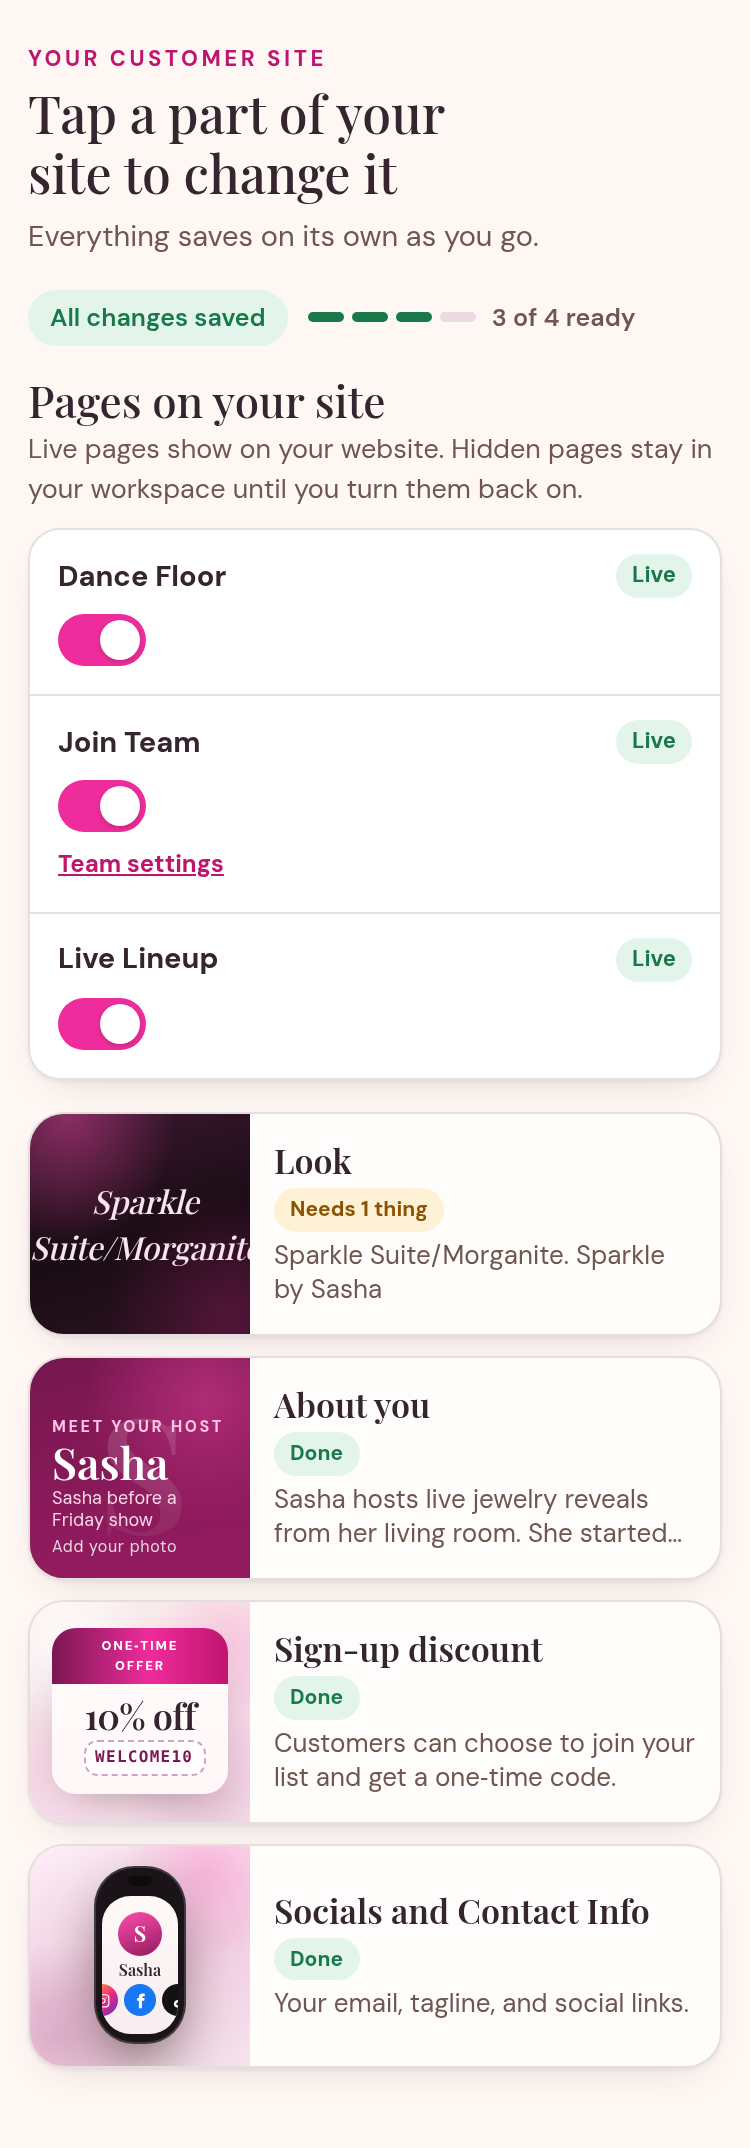 YOUR CUSTOMER SITE
Tap a part of your
site to change it
Everything saves on its own as you go.
All changes saved
3 of 4 ready
Pages on your site
Live pages show on your website. Hidden pages stay in
your workspace until you turn them back on.
Dance Floor
Live
Join Team
Live
Team settings
Live Lineup
Live
Sparkle
Suite/Morganite
Look
Needs 1 thing
Sparkle Suite/Morganite. Sparkle
by Sasha
MEET YOUR HOST
S
Sasha
Sasha before a
Friday show
Add your photo
About you
Done
Sasha hosts live jewelry reveals
from her living room. She started...
ONE-TIME
OFFER
10% off
WELCOME10
Sign-up discount
Done
Customers can choose to join your
list and get a one-time code.
S
Sasha
Socials and Contact Info
Done
Your email, tagline, and social links.